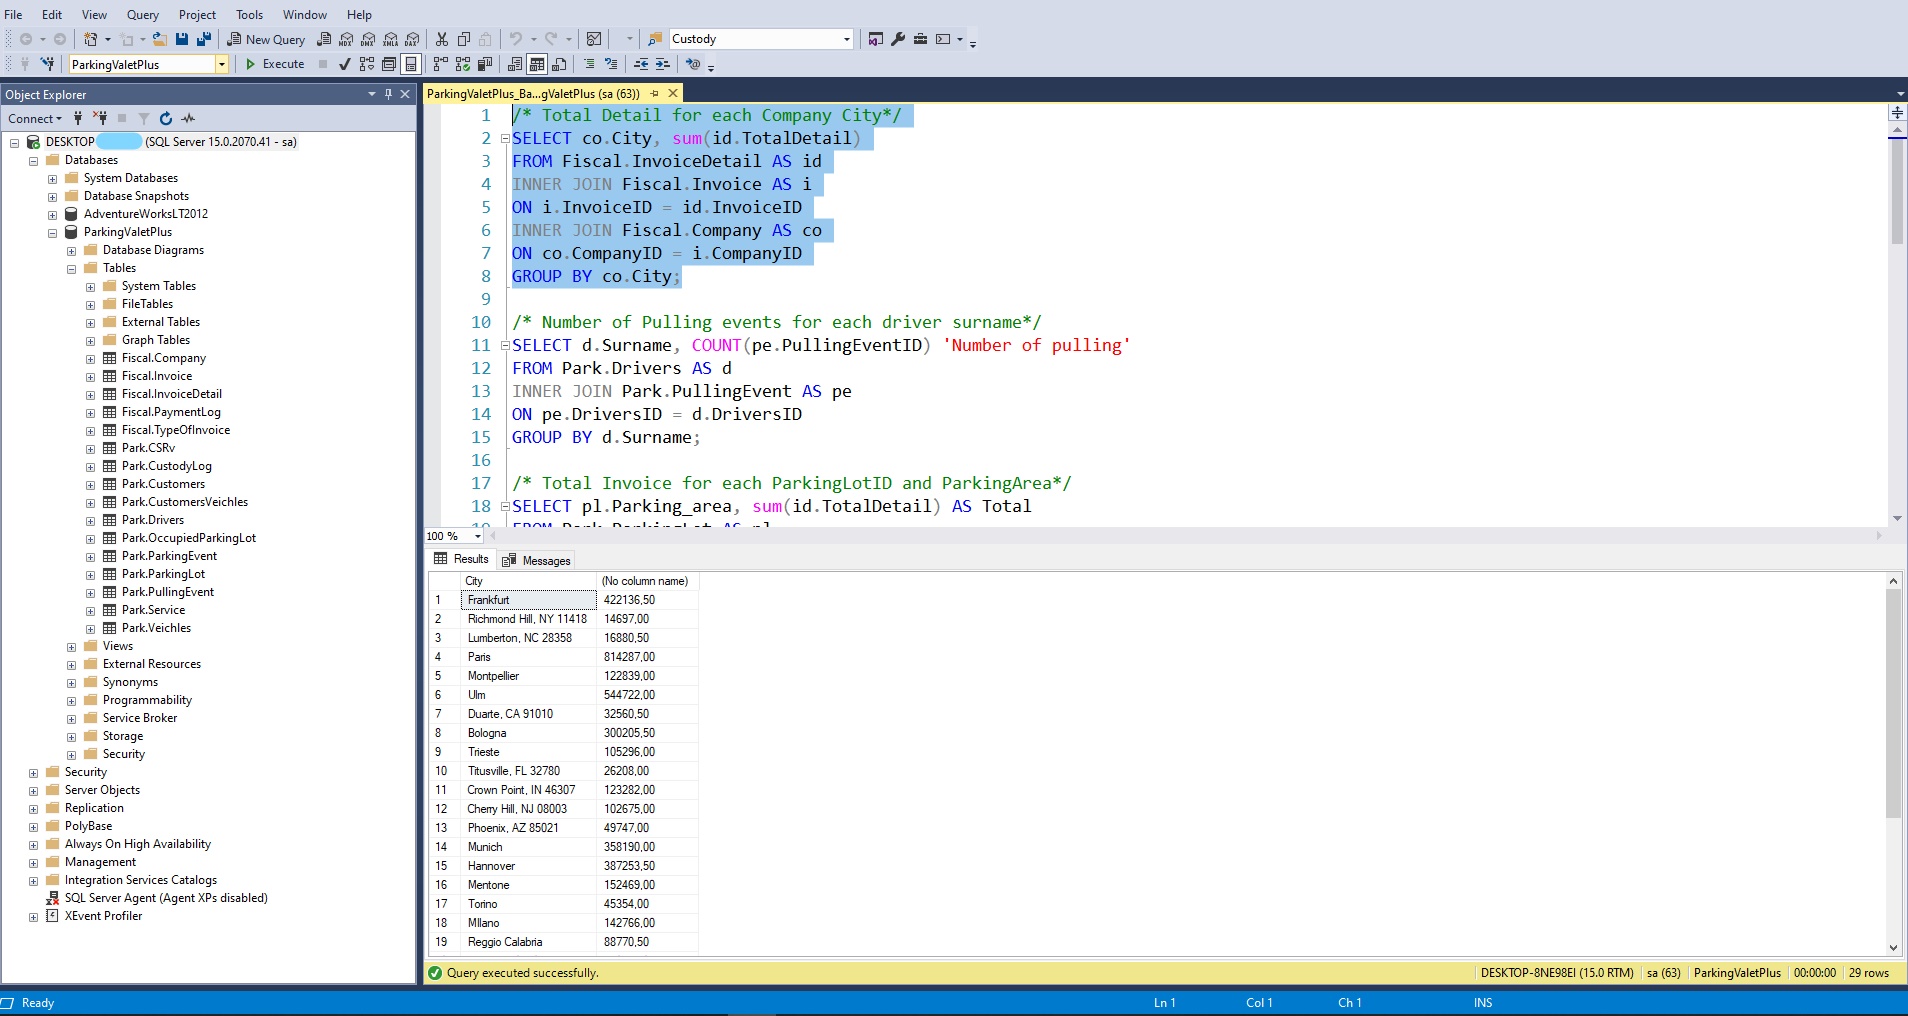 File Edit View Query Project Tools Window Help
New Query Custody
ParkingValetPlus Execute
Object Explorer
Connect
DESKTOP (SQL Server 15.0.2070.41 - sa)
Databases
System Databases
Database Snapshots
AdventureWorksLT2012
ParkingValetPlus
Database Diagrams
Tables
System Tables
FileTables
External Tables
Graph Tables
Fiscal.Company
Fiscal.Invoice
Fiscal.InvoiceDetail
Fiscal.PaymentLog
Fiscal.TypeOfInvoice
Park.CSRv
Park.CustodyLog
Park.Customers
Park.CustomersVeichles
Park.Drivers
Park.OccupiedParkingLot
Park.ParkingEvent
Park.ParkingLot
Park.PullingEvent
Park.Service
Park.Veichles
Views
External Resources
Synonyms
Programmability
Service Broker
Storage
Security
Security
Server Objects
Replication
PolyBase
Always On High Availability
Management
Integration Services Catalogs
SQL Server Agent (Agent XPs disabled)
XEvent Profiler
ParkingValetPlus_Ba...gValetPlus (sa (63))
1 /* Total Detail for each Company City*/
2 SELECT co.City, sum(id.TotalDetail)
3 FROM Fiscal.InvoiceDetail AS id
4 INNER JOIN Fiscal.Invoice AS i
5 ON i.InvoiceID = id.InvoiceID
6 INNER JOIN Fiscal.Company AS co
7 ON co.CompanyID = i.CompanyID
8 GROUP BY co.City;
9
10 /* Number of Pulling events for each driver surname*/
11 SELECT d.Surname, COUNT(pe.PullingEventID) 'Number of pulling'
12 FROM Park.Drivers AS d
13 INNER JOIN Park.PullingEvent AS pe
14 ON pe.DriversID = d.DriversID
15 GROUP BY d.Surname;
16
17 /* Total Invoice for each ParkingLotID and ParkingArea*/
18 SELECT pl.Parking_area, sum(id.TotalDetail) AS Total
19 FROM Park.ParkingLot AS pl
100 %
Results Messages
City (No column name)
1 Frankfurt 422136,50
2 Richmond Hill, NY 11418 14697,00
3 Lumberton, NC 28358 16880,50
4 Paris 814287,00
5 Montpellier 122839,00
6 Ulm 544722,00
7 Duarte, CA 91010 32560,50
8 Bologna 300205,50
9 Trieste 105296,00
10 Titusville, FL 32780 26208,00
11 Crown Point, IN 46307 123282,00
12 Cherry Hill, NJ 08003 102675,00
13 Phoenix, AZ 85021 49747,00
14 Munich 358190,00
15 Hannover 387253,50
16 Mentone 152469,00
17 Torino 45354,00
18 MIlano 142766,00
19 Reggio Calabria 88770,50
Query executed successfully. DESKTOP-8NE98EI (15.0 RTM) sa (63) ParkingValetPlus 00:00:00 29 rows
Ready Ln 1 Col 1 Ch 1 INS